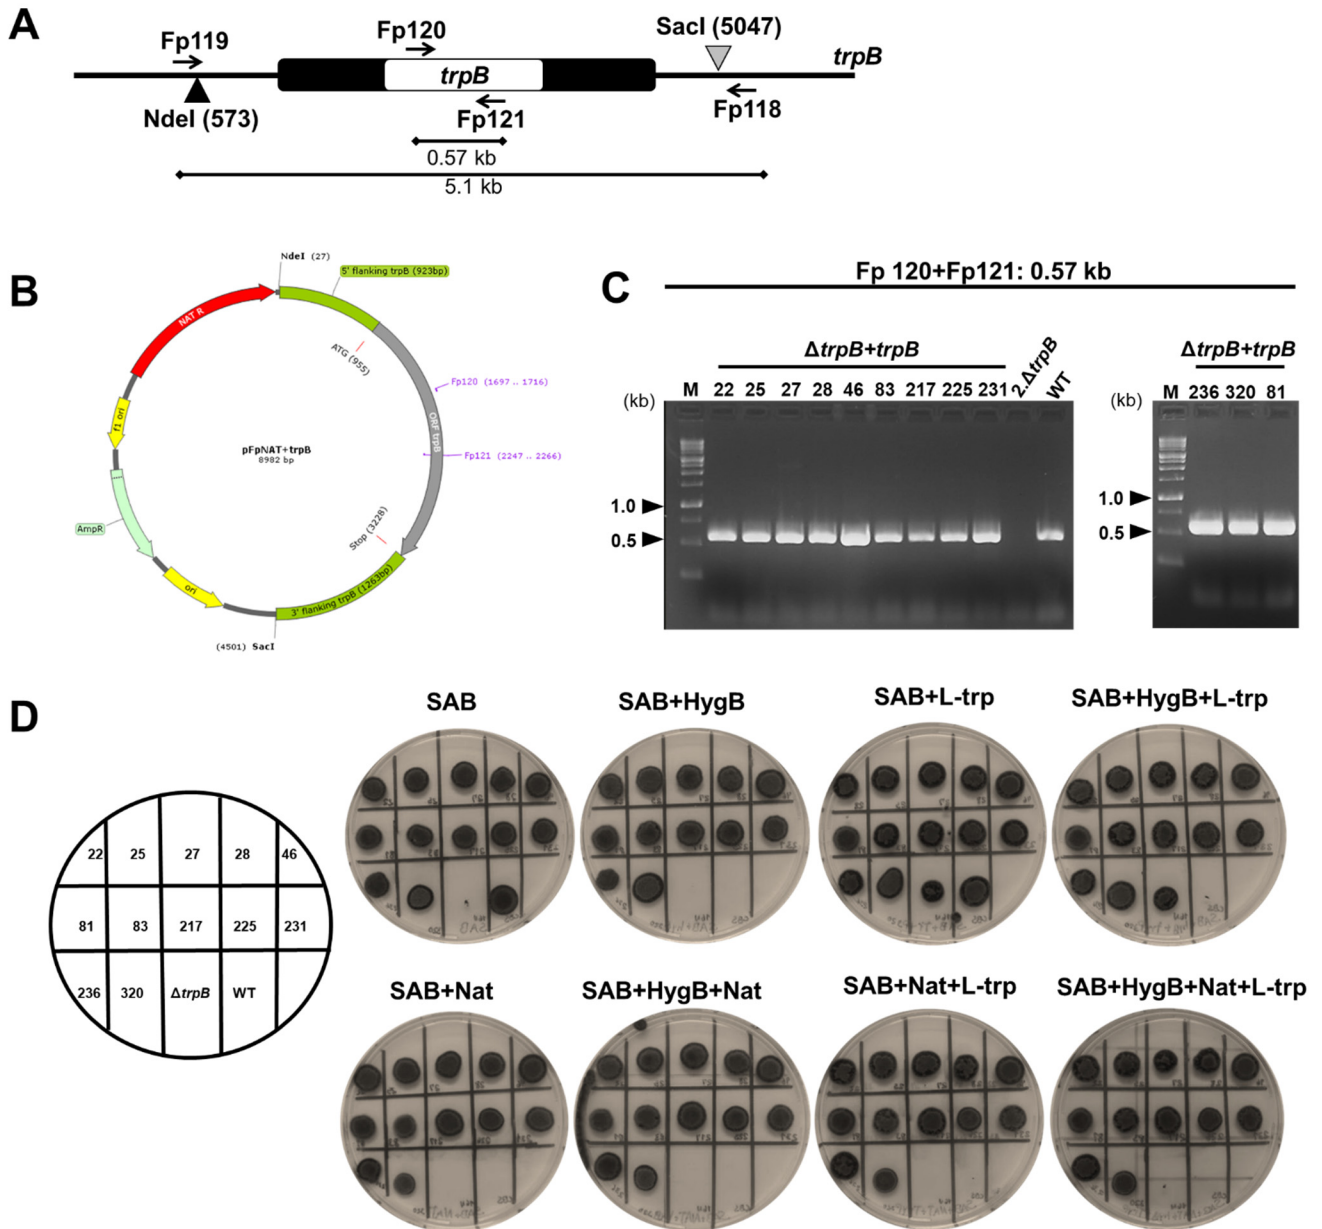 A
Fp119
Fp120
SacI (5047)
trpB
trpB
NdeI (573)
Fp121
Fp118
0.57 kb
5.1 kb
B
NdeI (27)
5' flanking trpB (923bp)
NAT R
ATG (955)
Fp120 (1697 .. 1716)
f1 ori
ORF trpB
pFpNAT+trpB
8982 bp
Fp121 (2247 .. 2266)
AmpR
Stop (3228)
ori
3' flanking trpB (1263bp)
(4501) SacI
C
Fp 120+Fp121: 0.57 kb
ΔtrpB+trpB
2.ΔtrpB
WT
(kb) M 22 25 27 28 46 83 217 225 231
1.0
0.5
ΔtrpB+trpB
(kb) M 236 320 81
1.0
0.5
D
SAB
SAB+HygB
SAB+L-trp
SAB+HygB+L-trp
22 25 27 28 46
81 83 217 225 231
236 320 ΔtrpB WT
SAB+Nat
SAB+HygB+Nat
SAB+Nat+L-trp
SAB+HygB+Nat+L-trp